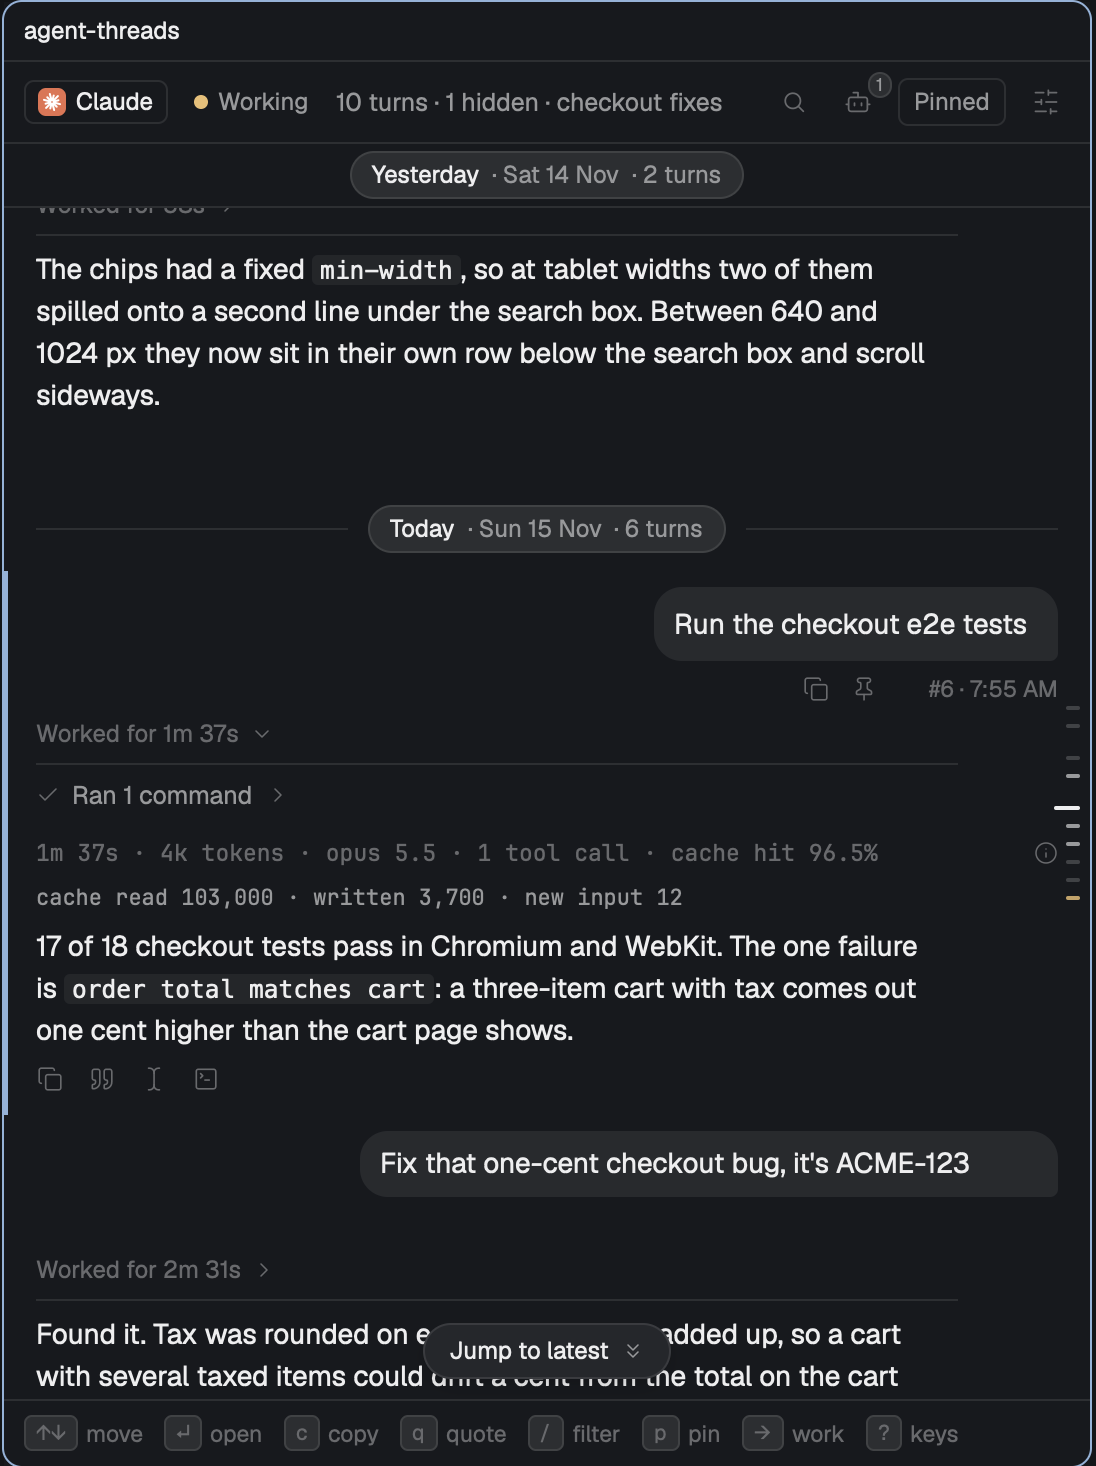 agent-threads
Claude Working 10 turns · 1 hidden · checkout fixes 1 Pinned
Yesterday · Sat 14 Nov · 2 turns
Worked for
The chips had a fixed min-width, so at tablet widths two of them
spilled onto a second line under the search box. Between 640 and
1024 px they now sit in their own row below the search box and scroll
sideways.
Today · Sun 15 Nov · 6 turns
Run the checkout e2e tests
#6 · 7:55 AM
Worked for 1m 37s
Ran 1 command
1m 37s · 4k tokens · opus 5.5 · 1 tool call · cache hit 96.5%
cache read 103,000 · written 3,700 · new input 12
17 of 18 checkout tests pass in Chromium and WebKit. The one failure
is order total matches cart: a three-item cart with tax comes out
one cent higher than the cart page shows.
Fix that one-cent checkout bug, it's ACME-123
Worked for 2m 31s
Found it. Tax was rounded on added up, so a cart
Jump to latest
with several taxed items could drift a cent from the total on the cart
↑↓ move ↵ open c copy q quote / filter p pin → work ? keys